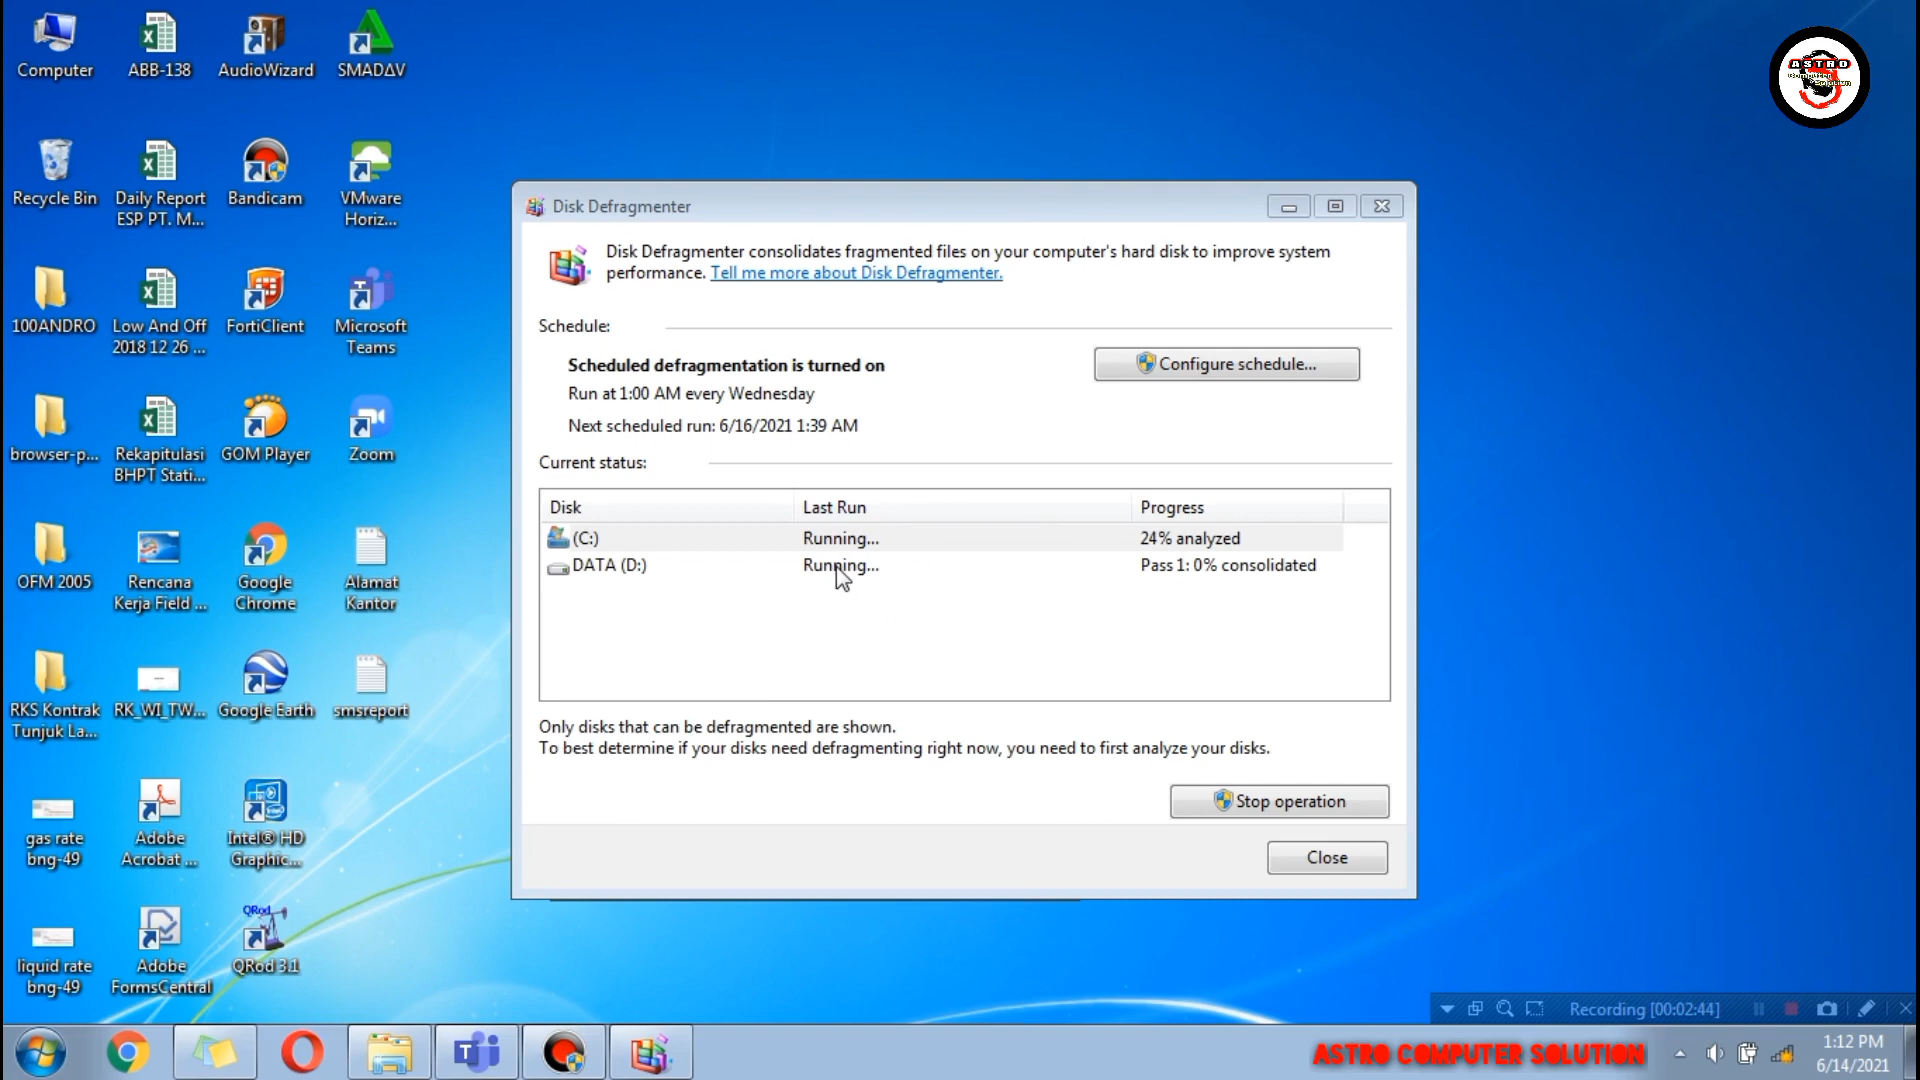 Computer
ABB-138
AudioWizard
SMADΔV
ASTRO
Recycle Bin
Daily Report
ESP PT. M...
Bandicam
VMware
Horiz...
100ANDRO
Low And Off
2018 12 26 ...
FortiClient
Microsoft
Teams
browser-p...
Rekapitulasi
BHPT Stati...
GOM Player
Zoom
OFM 2005
Rencana
Kerja Field ...
Google
Chrome
Alamat
Kantor
RKS Kontrak
Tunjuk La...
RK_WI_TW...
Google Earth
smsreport
gas rate
bng-49
Adobe
Acrobat ...
Intel® HD
Graphic...
liquid rate
bng-49
Adobe
FormsCentral
QRod
QRod 3.1
Disk Defragmenter
Disk Defragmenter consolidates fragmented files on your computer's hard disk to improve system
performance. Tell me more about Disk Defragmenter.
Schedule:
Scheduled defragmentation is turned on
Configure schedule...
Run at 1:00 AM every Wednesday
Next scheduled run: 6/16/2021 1:39 AM
Current status:
Disk Last Run Progress
(C:) Running... 24% analyzed
DATA (D:) Running... Pass 1: 0% consolidated
Only disks that can be defragmented are shown.
To best determine if your disks need defragmenting right now, you need to first analyze your disks.
Stop operation
Close
Recording [00:02:44]
ASTRO COMPUTER SOLUTION
1:12 PM
6/14/2021